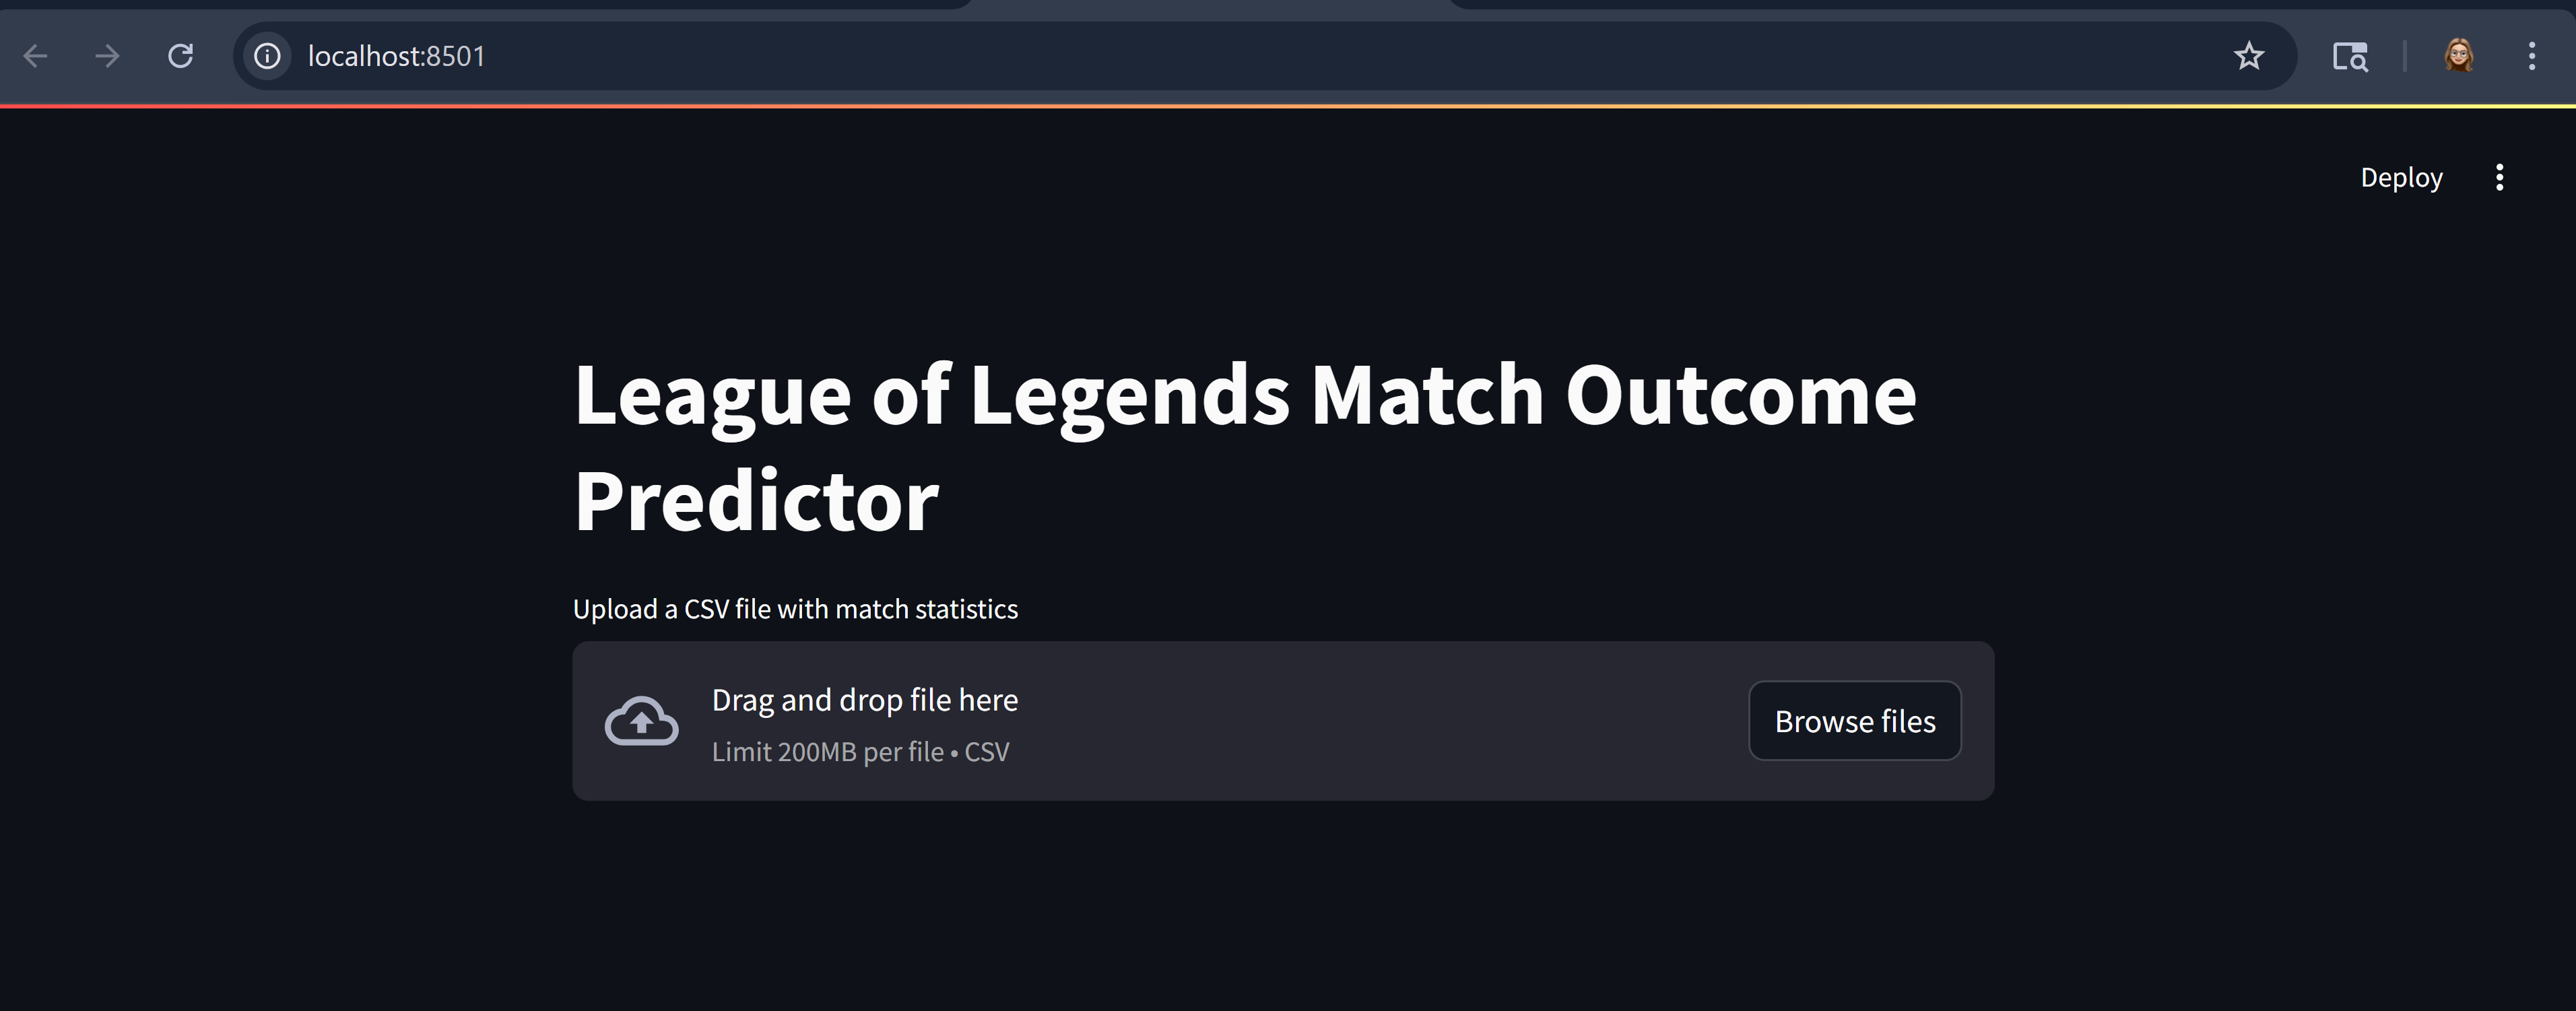 localhost:8501
Deploy
League of Legends Match Outcome
Predictor
Upload a CSV file with match statistics
Drag and drop file here
Limit 200MB per file • CSV
Browse files